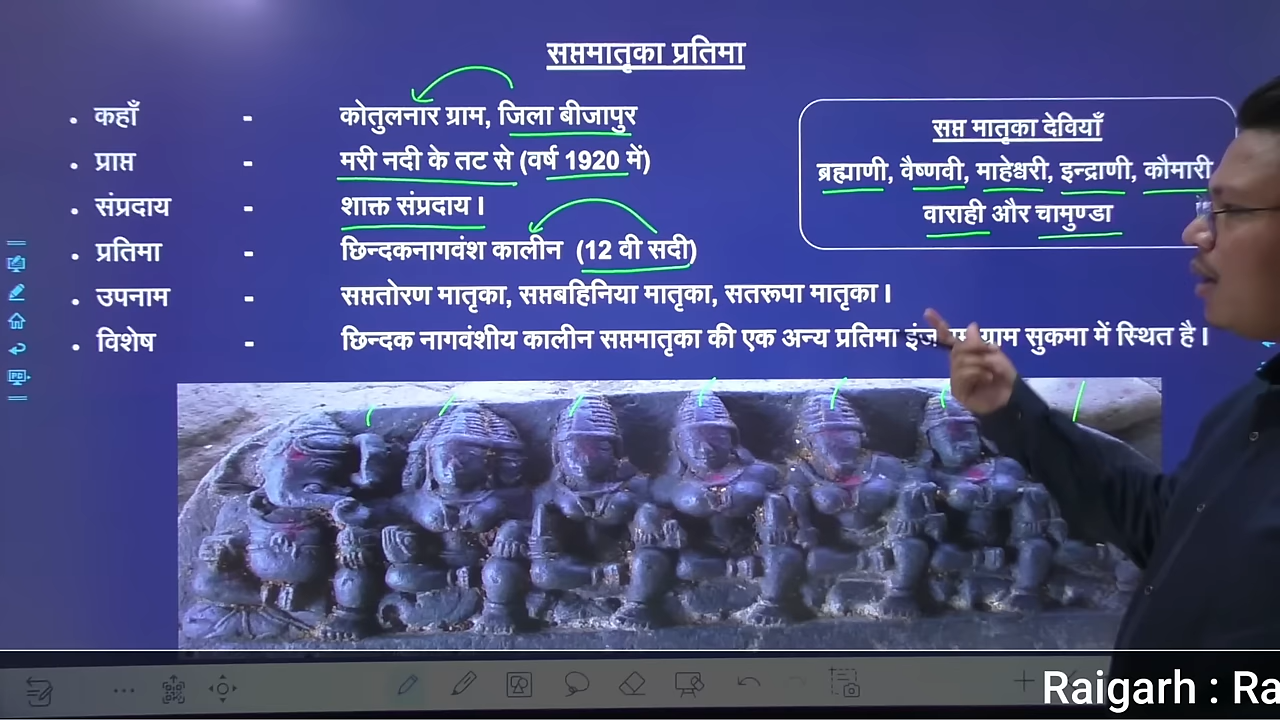 सप्तमातृका प्रतिमा
• कहाँ - कोतुलनार ग्राम, जिला बीजापुर
• प्राप्त - मरी नदी के तट से (वर्ष 1920 में)
• संप्रदाय - शाक्त संप्रदाय ।
• प्रतिमा - छिन्दकनागवंश कालीन (12 वी सदी)
• उपनाम - सप्ततोरण मातृका, सप्तबहिनिया मातृका, सतरूपा मातृका ।
• विशेष - छिन्दक नागवंशीय कालीन सप्तमातृका की एक अन्य प्रतिमा ग्राम सुकमा में स्थित है ।
सप्त मातृका देवियाँ
ब्रह्माणी, वैष्णवी, माहेश्वरी, इन्द्राणी, कौमारी
वाराही और चामुण्डा
Raigarh : Ra